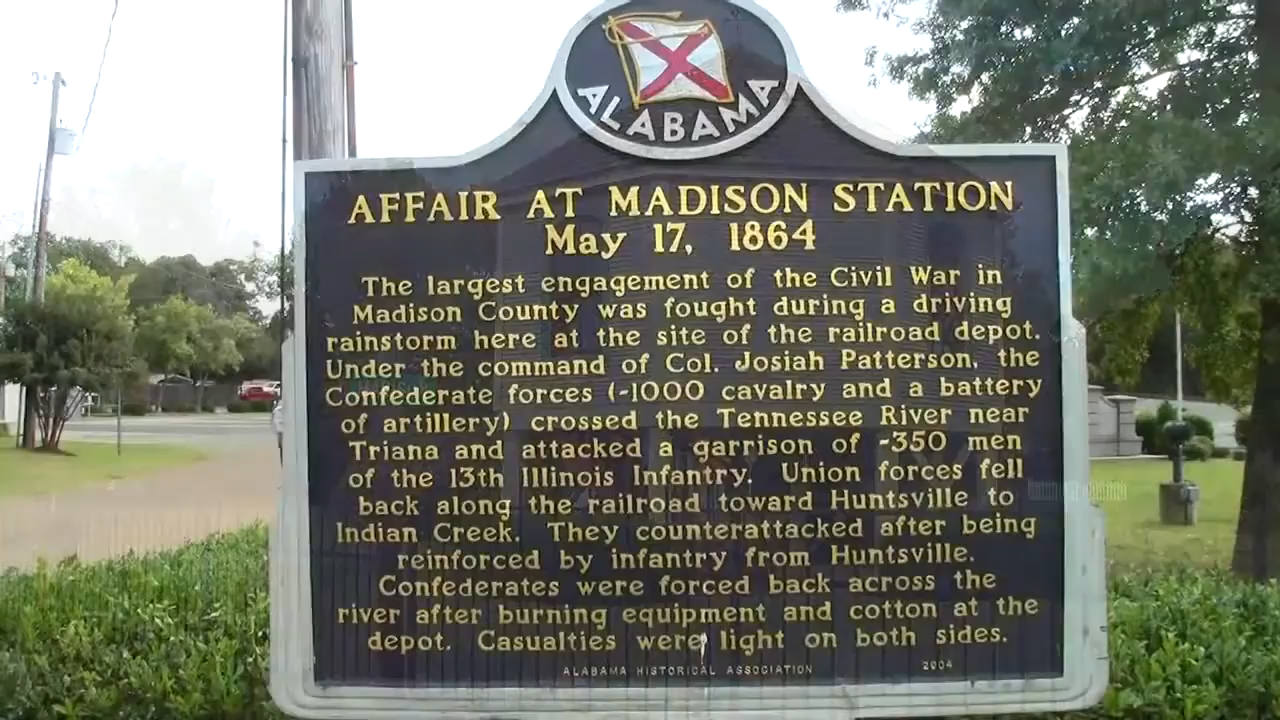 ALABAMA
AFFAIR AT MADISON STATION
May 17, 1864
The largest engagement of the Civil War in
Madison County was fought during a driving
rainstorm here at the site of the railroad depot.
Under the command of Col. Josiah Patterson, the
Confederate forces (~1000 cavalry and a battery
of artillery) crossed the Tennessee River near
Triana and attacked a garrison of ~350 men
of the 13th Illinois Infantry. Union forces fell
back along the railroad toward Huntsville to
Indian Creek. They counterattacked after being
reinforced by infantry from Huntsville.
Confederates were forced back across the
river after burning equipment and cotton at the
depot. Casualties were light on both sides.
ALABAMA HISTORICAL ASSOCIATION 2004